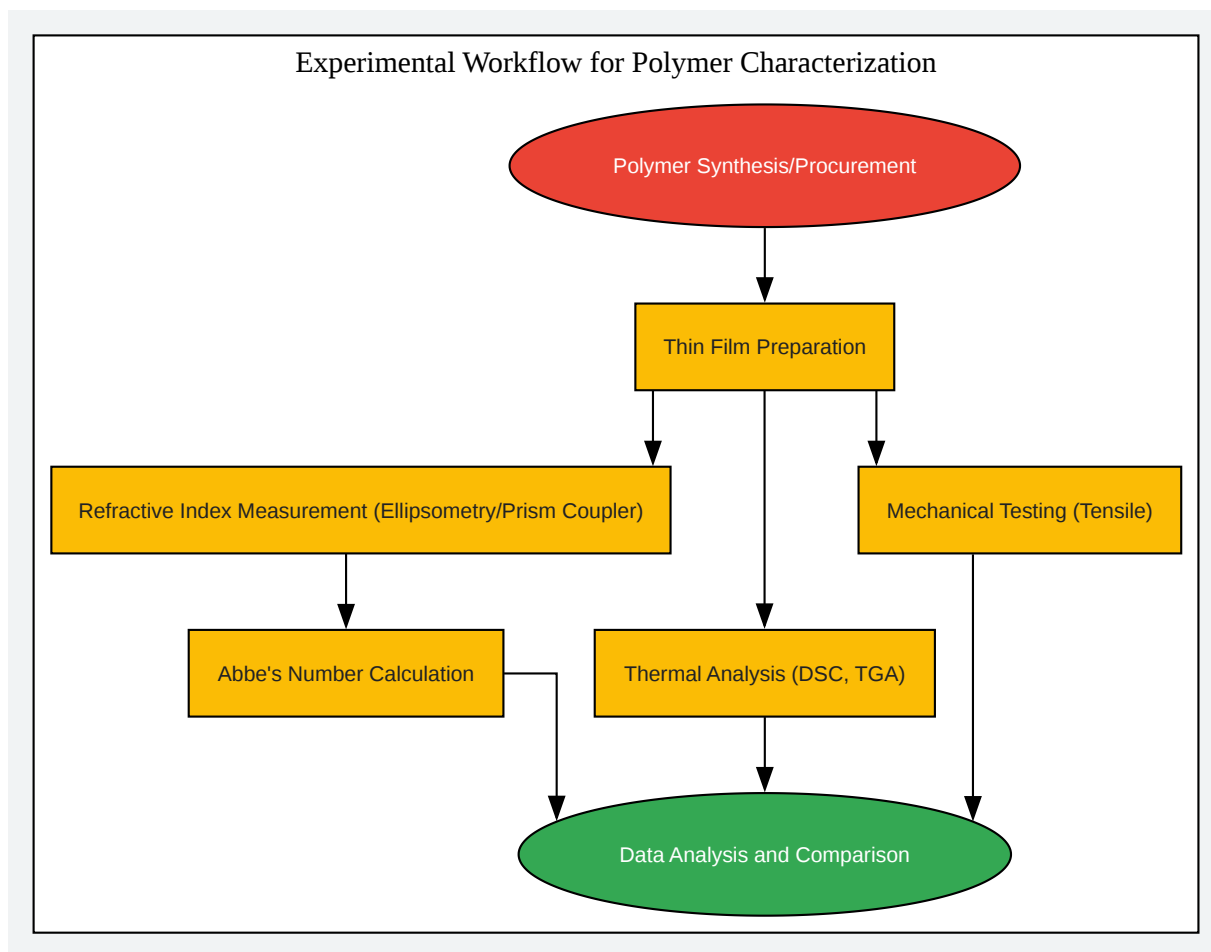 Experimental Workflow for Polymer Characterization
Polymer Synthesis/Procurement
Thin Film Preparation
Refractive Index Measurement (Ellipsometry/Prism Coupler)
Mechanical Testing (Tensile)
Abbe's Number Calculation
Thermal Analysis (DSC, TGA)
Data Analysis and Comparison